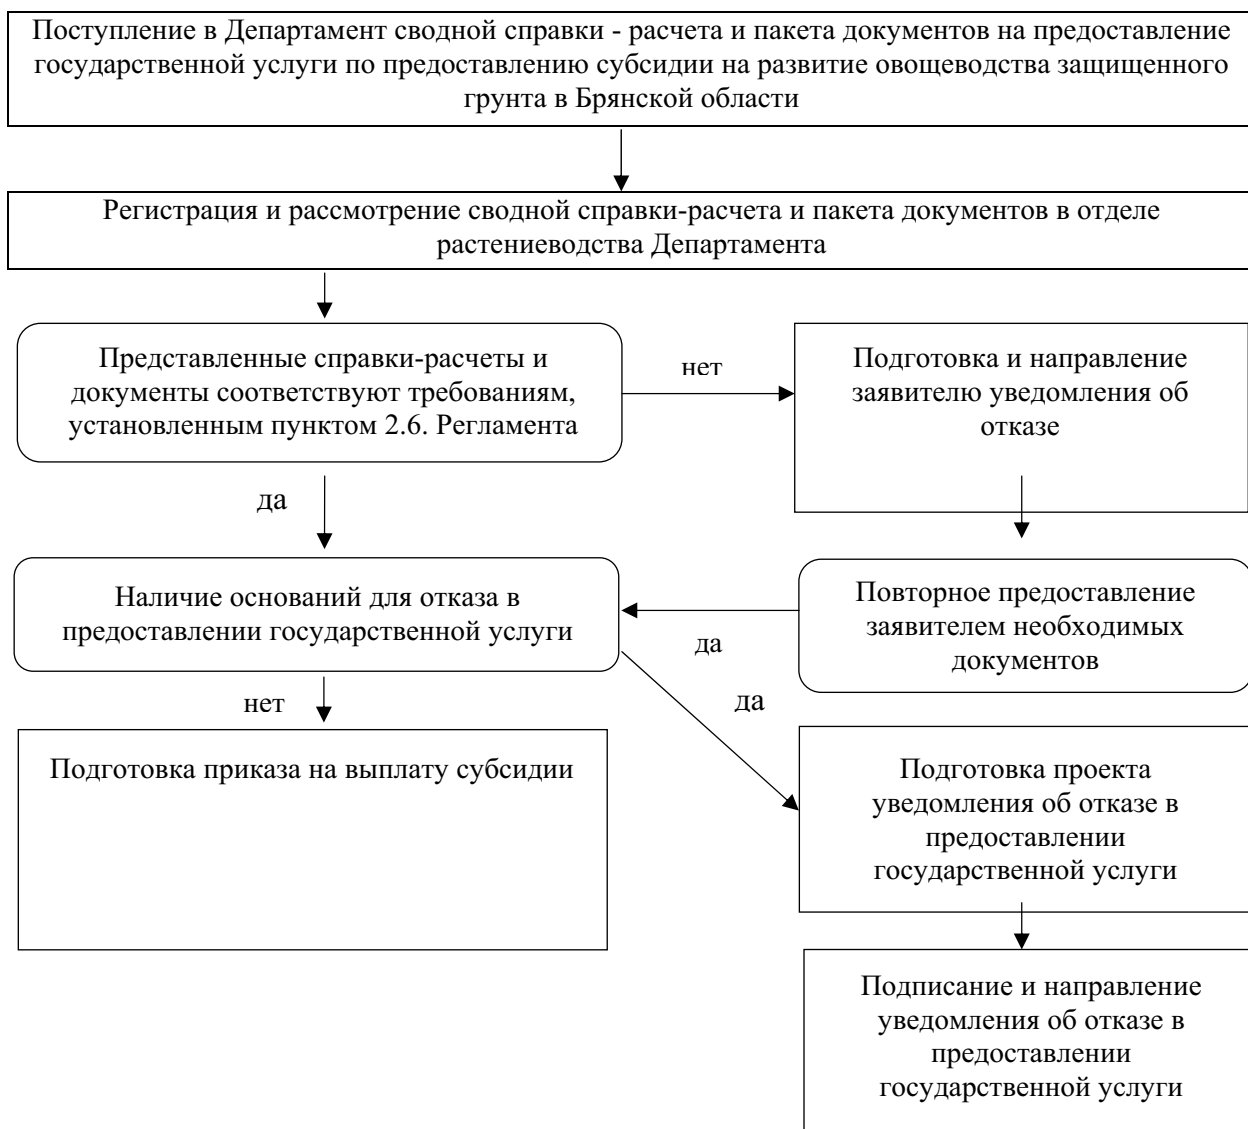 Поступление в Департамент сводной справки - расчета и пакета документов на предоставление
государственной услуги по предоставлению субсидии на развитие овощеводства защищенного
грунта в Брянской области
Регистрация и рассмотрение сводной справки-расчета и пакета документов в отделе
растениеводства Департамента
Представленные справки-расчеты и
документы соответствуют требованиям,
установленным пунктом 2.6. Регламента
нет
Подготовка и направление
заявителю уведомления об
отказе
да
Наличие оснований для отказа в
предоставлении государственной услуги
да
Повторное предоставление
заявителем необходимых
документов
нет
да
Подготовка приказа на выплату субсидии
Подготовка проекта
уведомления об отказе в
предоставлении
государственной услуги
Подписание и направление
уведомления об отказе в
предоставлении
государственной услуги